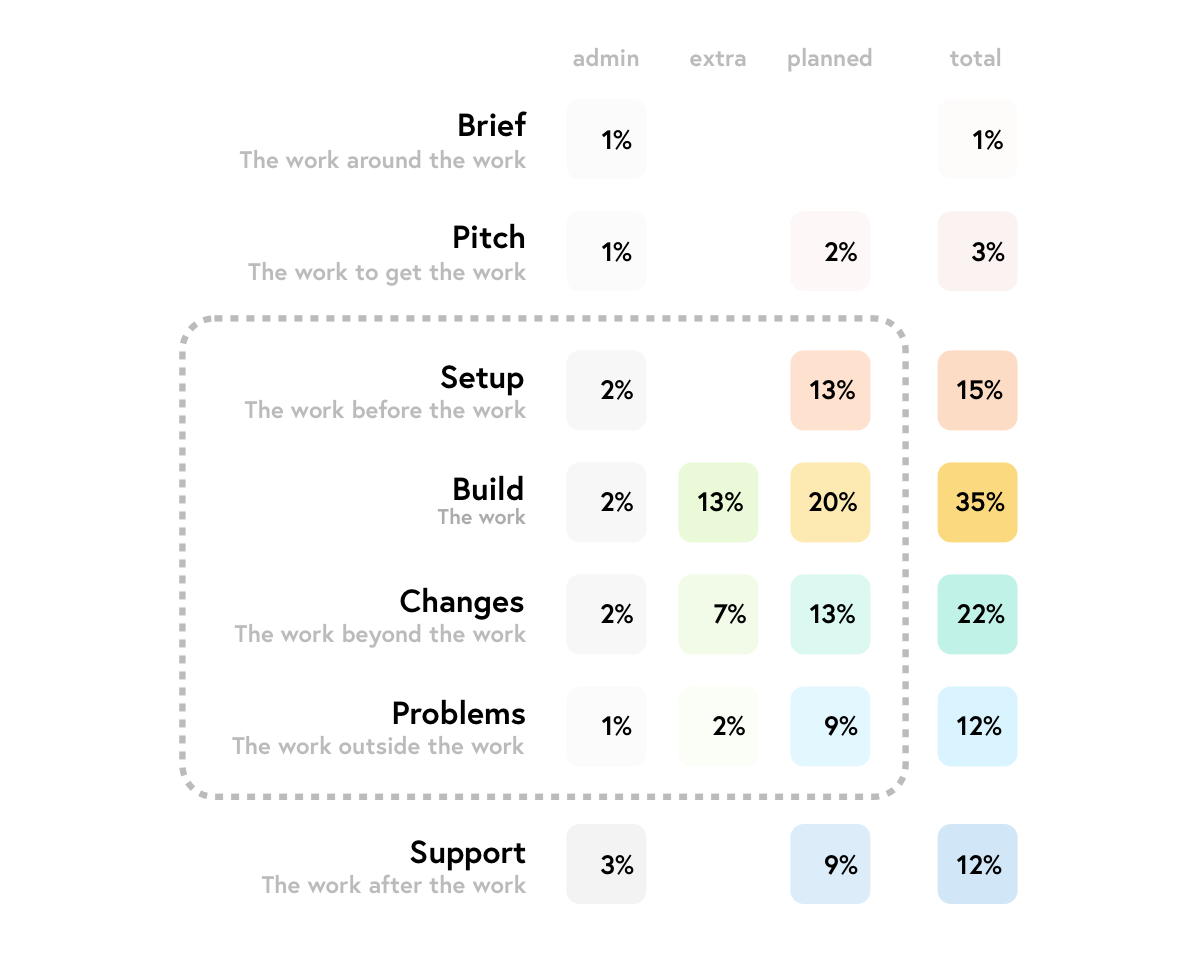 admin extra planned total
Brief
The work around the work
1% 1%
Pitch
The work to get the work
1% 2% 3%
Setup
The work before the work
2% 13% 15%
Build
The work
2% 13% 20% 35%
Changes
The work beyond the work
2% 7% 13% 22%
Problems
The work outside the work
1% 2% 9% 12%
Support
The work after the work
3% 9% 12%